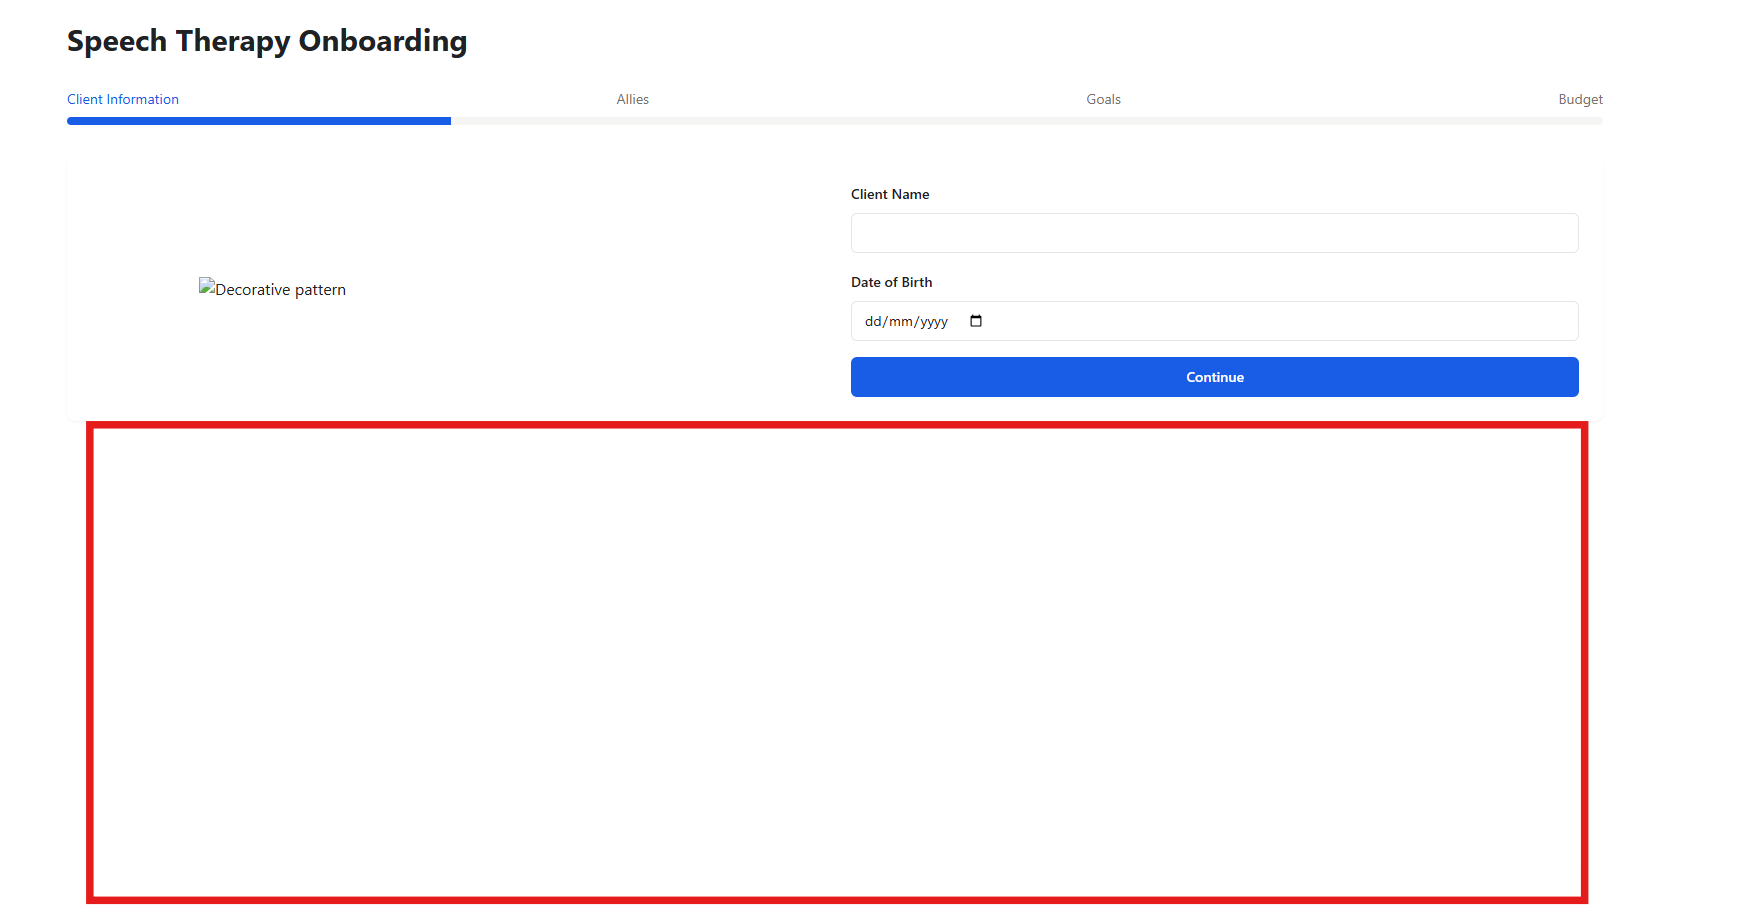 Speech Therapy Onboarding
Client Information Allies Goals Budget
Client Name
Decorative pattern
Date of Birth
dd/mm/yyyy
Continue